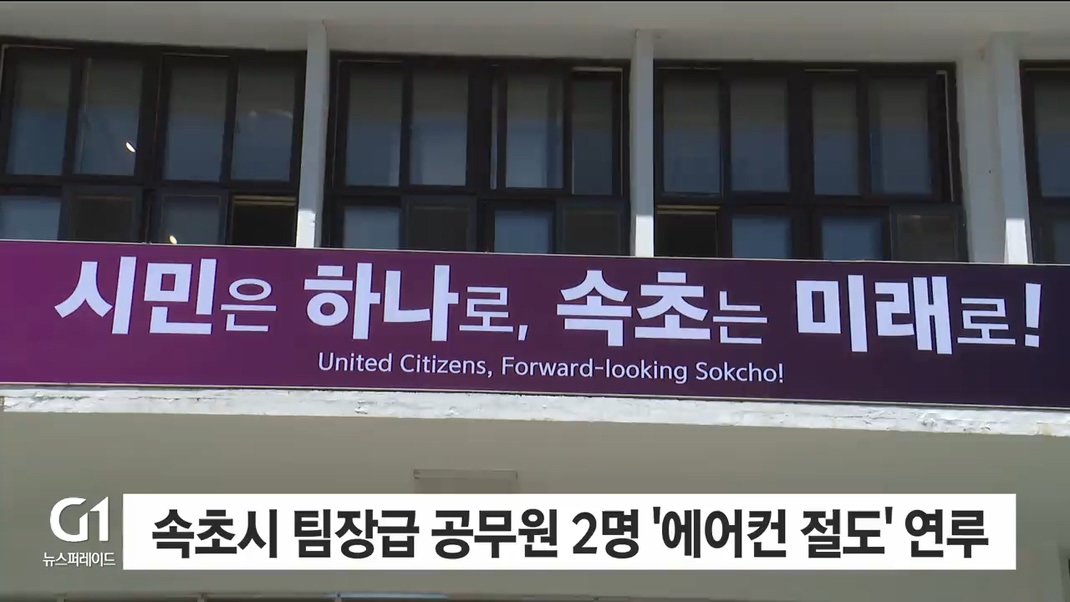 시민은 하나로, 속초는 미래로!
United Citizens, Forward-looking Sokcho!
G1
뉴스퍼레이드
속초시 팀장급 공무원 2명 '에어컨 절도' 연루